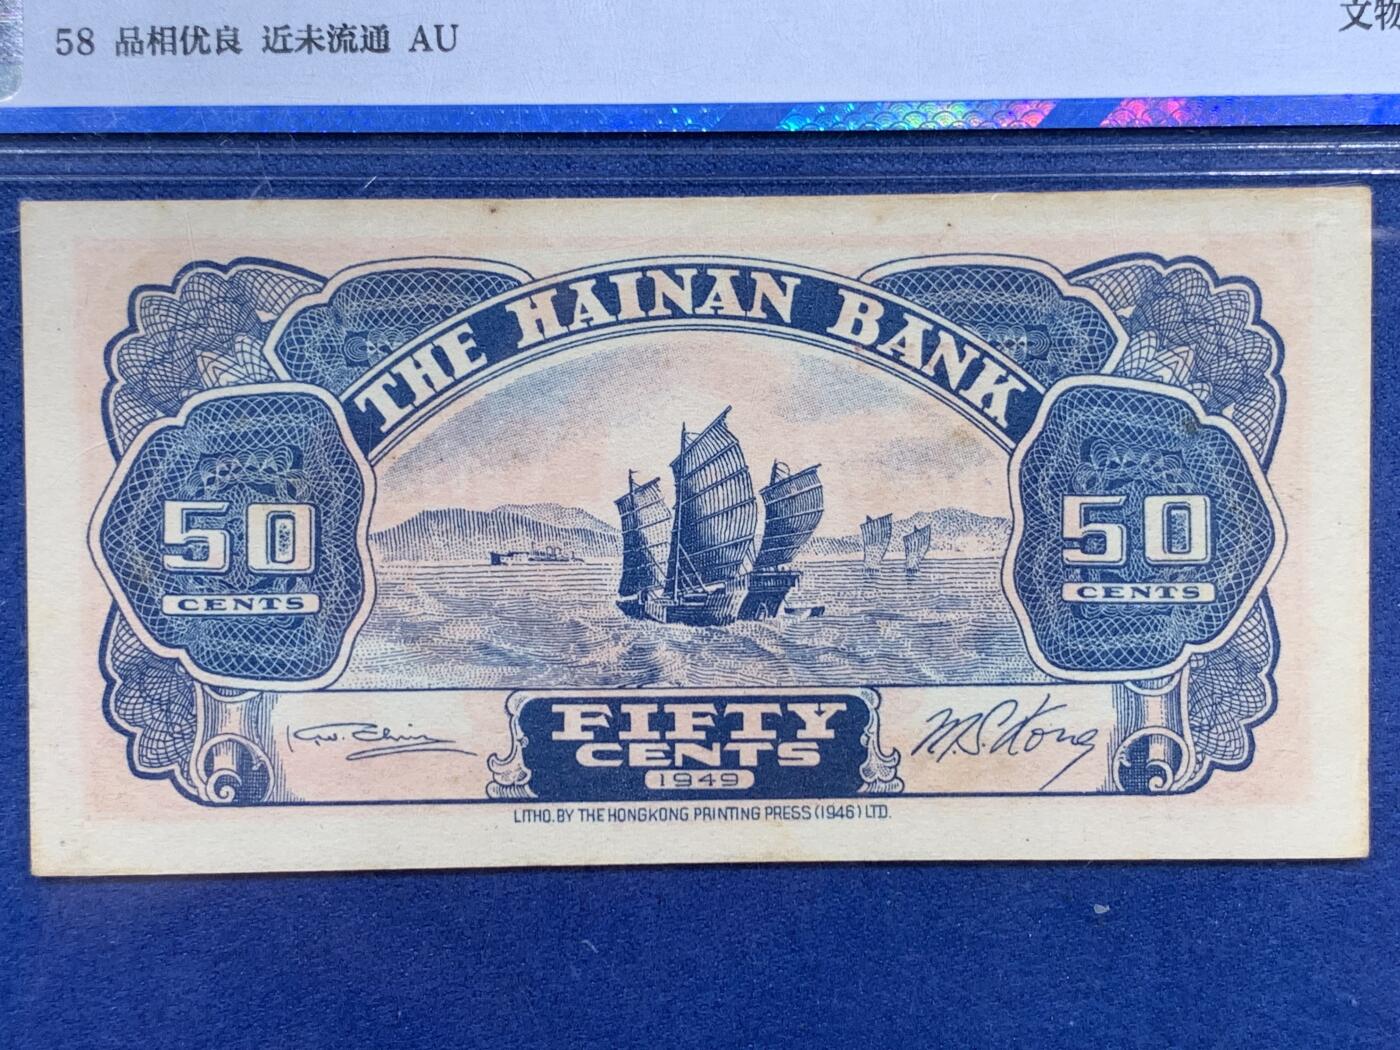 58 品相优良 近未流通 AU
文物
THE HAINAN BANK
50
CENTS
50
CENTS
FIFTY
CENTS
1949
M.S. Kong
LITHO. BY THE HONGKONG PRINTING PRESS (1946) LTD.